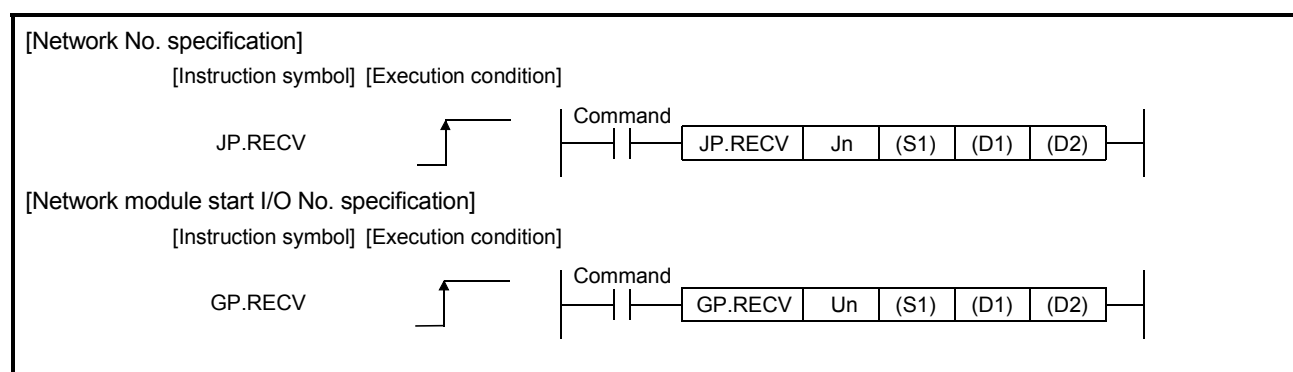 [Network No. specification]
[Instruction symbol] [Execution condition]
Command
JP.RECV JP.RECV Jn (S1) (D1) (D2)
[Network module start I/O No. specification]
[Instruction symbol] [Execution condition]
Command
GP.RECV GP.RECV Un (S1) (D1) (D2)